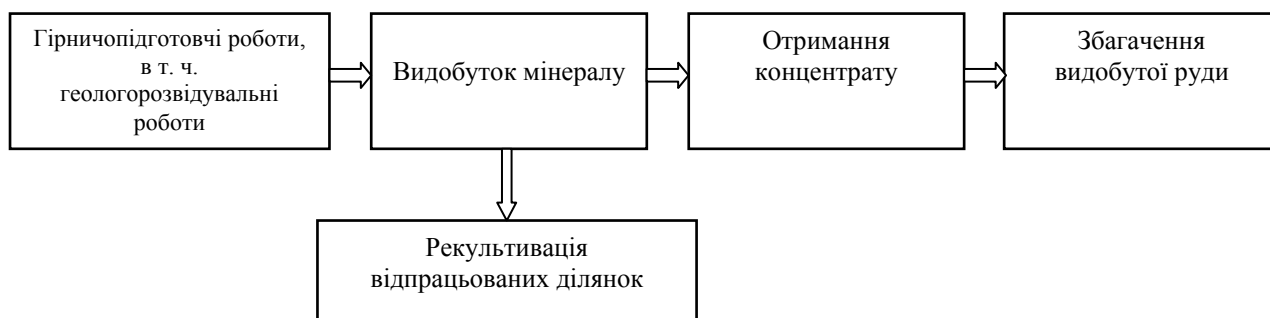 Гірничопідготовчі роботи,
в т. ч.
геологорозвідувальні
роботи
Видобуток мінералу
Отримання
концентрату
Збагачення
видобутої руди
Рекультивація
відпрацьованих ділянок